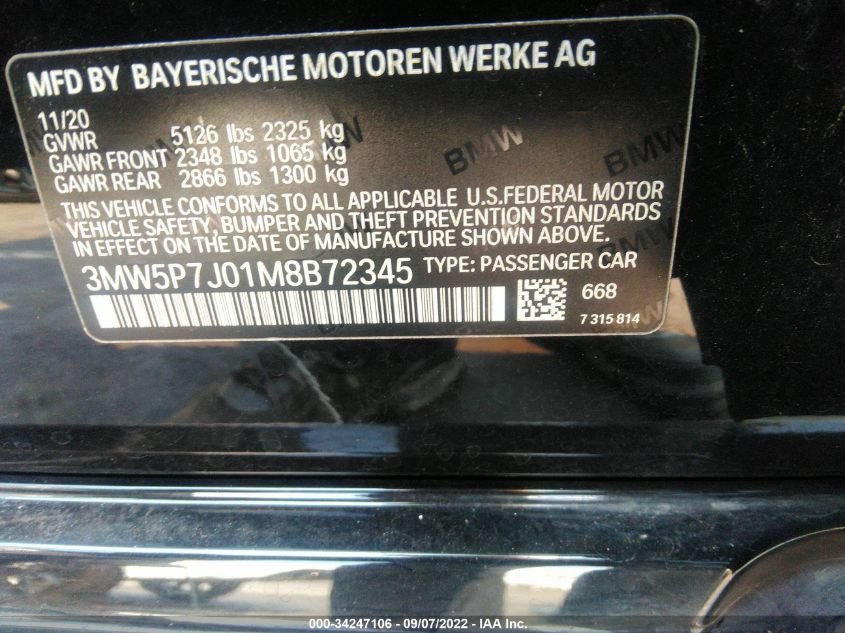 MFD BY BAYERISCHE MOTOREN WERKE AG
11/20
GVWR 5126 lbs 2325 kg
GAWR FRONT 2348 lbs 1065 kg
GAWR REAR 2866 lbs 1300 kg
THIS VEHICLE CONFORMS TO ALL APPLICABLE U.S.FEDERAL MOTOR
VEHICLE SAFETY, BUMPER AND THEFT PREVENTION STANDARDS
IN EFFECT ON THE DATE OF MANUFACTURE SHOWN ABOVE.
3MW5P7J01M8B72345 TYPE: PASSENGER CAR
668
7 315 814
BMW
BMW
000-34247106 - 09/07/2022 - IAA Inc.